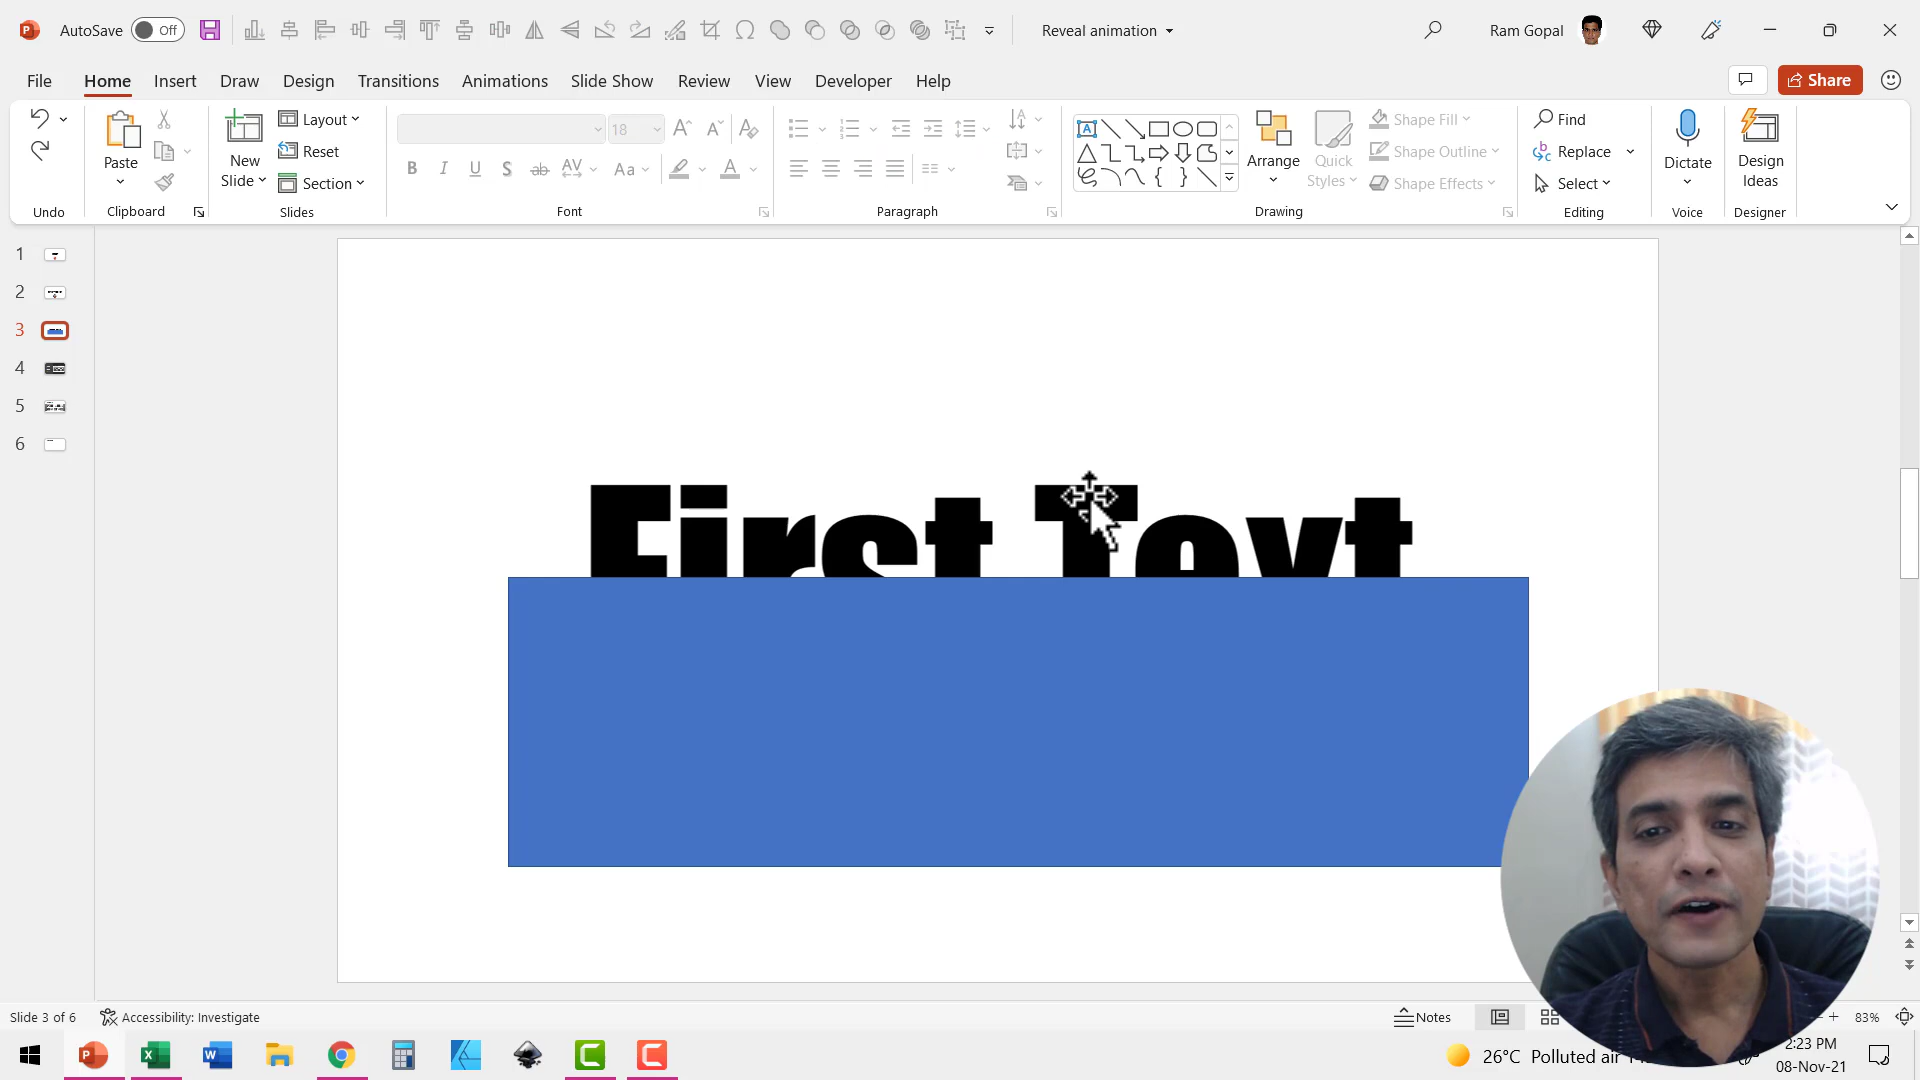 AutoSave Off Reveal animation Ram Gopal
File Home Insert Draw Design Transitions Animations Slide Show Review View Developer Help Share
Paste
New Slide
Layout
Reset
Section
18
Arrange
Quick Styles
Shape Fill
Shape Outline
Shape Effects
Find
Replace
Select
Dictate
Design Ideas
Undo Clipboard Slides Font Paragraph Drawing Editing Voice Designer
1
2
3
4
5
6
First Text
Slide 3 of 6 Accessibility: Investigate Notes 83%
26°C Polluted air
2:23 PM
08-Nov-21